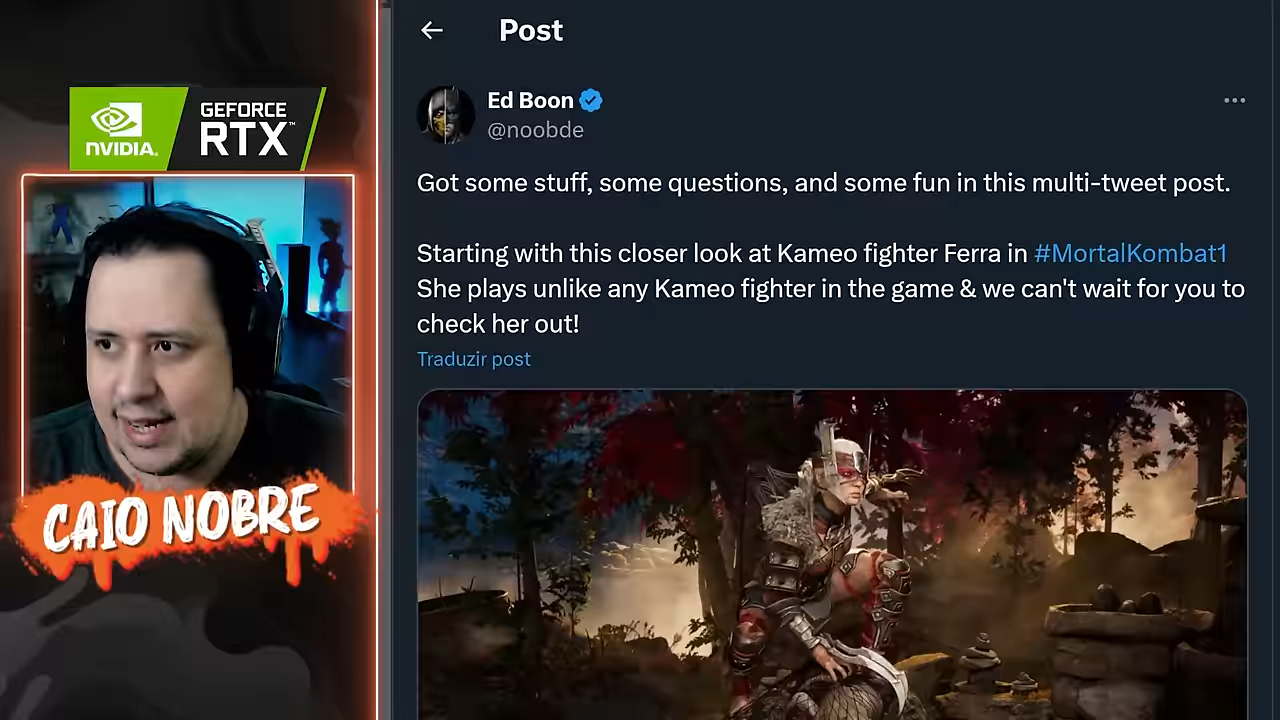 Post
Ed Boon
@noobde
Got some stuff, some questions, and some fun in this multi-tweet post.
Starting with this closer look at Kameo fighter Ferra in #MortalKombat1
She plays unlike any Kameo fighter in the game & we can't wait for you to
check her out!
Traduzir post
NVIDIA.
GEFORCE
RTX™
CAIO NOBRE